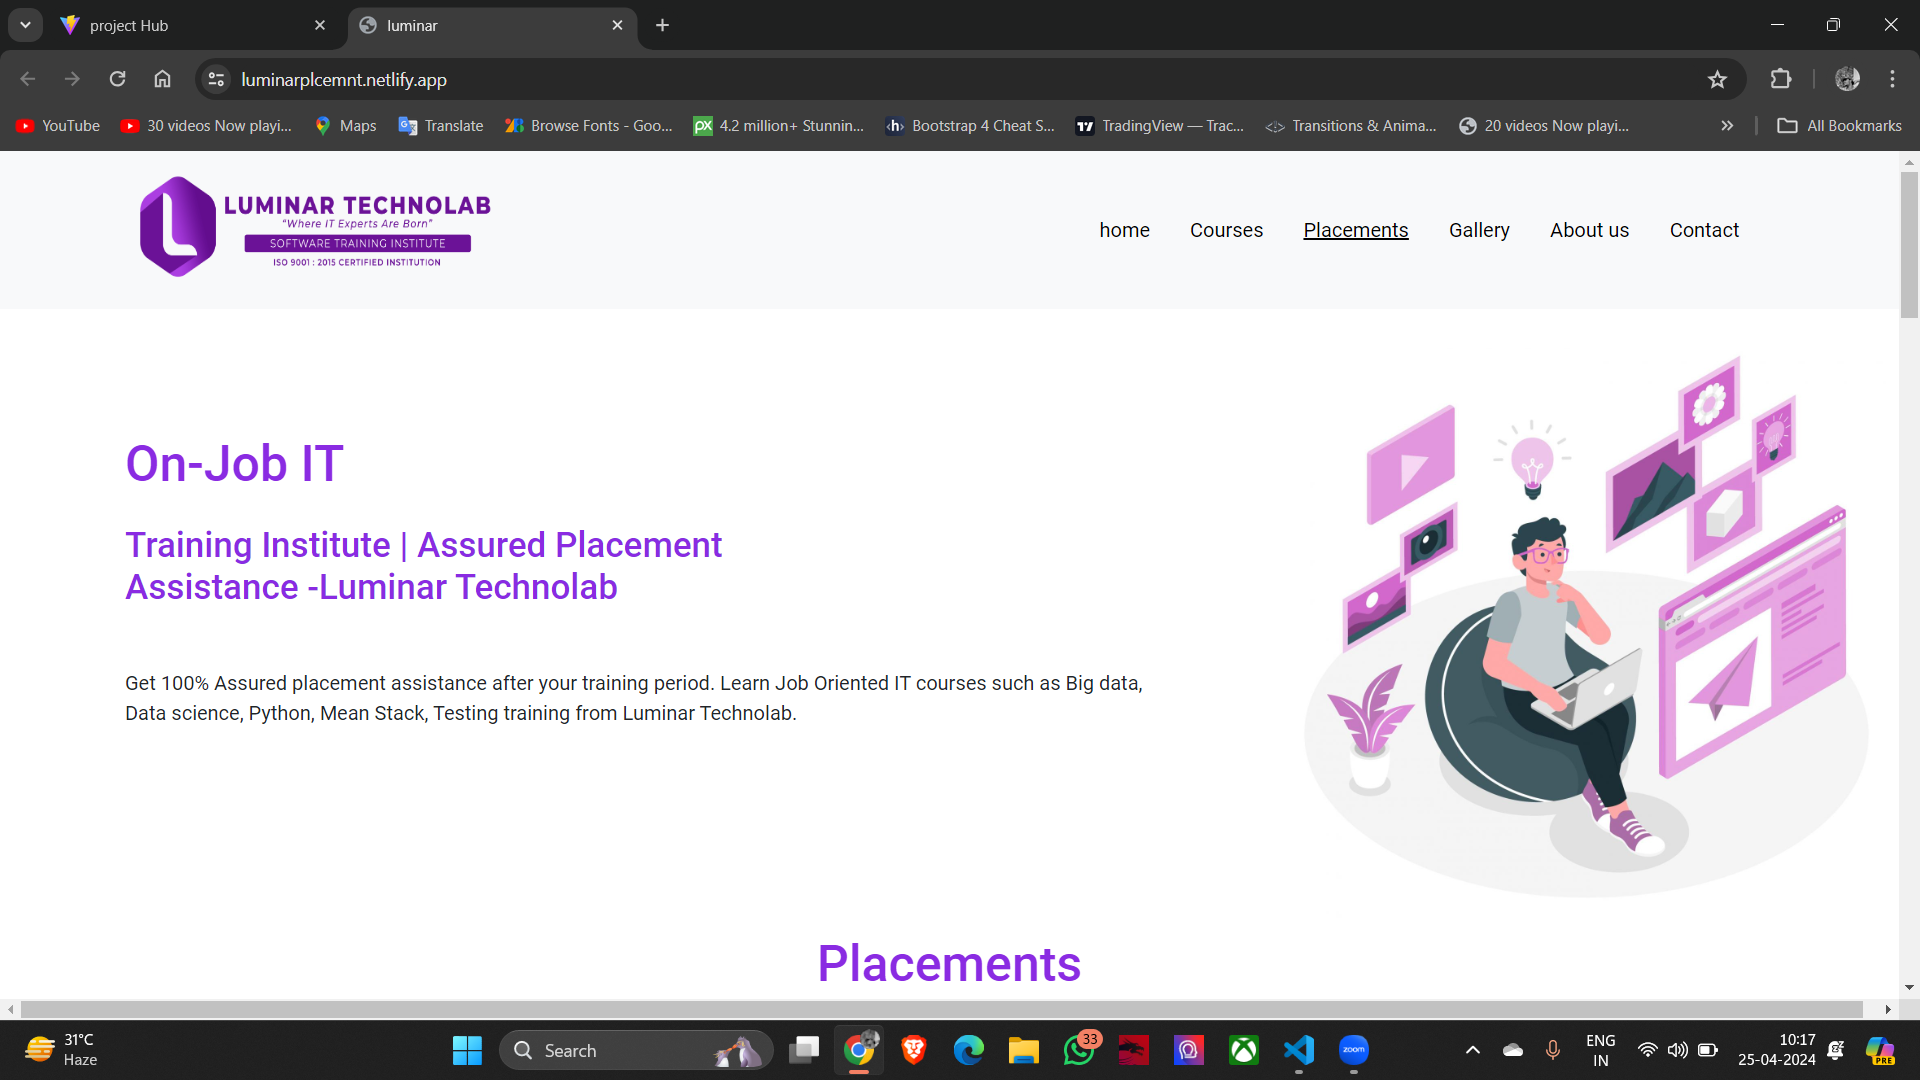 project Hub
luminar
luminarplcemnt.netlify.app
YouTube
30 videos Now playi...
Maps
Translate
Browse Fonts - Goo...
4.2 million+ Stunnin...
Bootstrap 4 Cheat S...
TradingView — Trac...
Transitions & Anima...
20 videos Now playi...
All Bookmarks
LUMINAR TECHNOLAB
"Where IT Experts Are Born"
SOFTWARE TRAINING INSTITUTE
ISO 9001 : 2015 CERTIFIED INSTITUTION
home Courses Placements Gallery About us Contact
On-Job IT
Training Institute | Assured Placement
Assistance -Luminar Technolab
Get 100% Assured placement assistance after your training period. Learn Job Oriented IT courses such as Big data,
Data science, Python, Mean Stack, Testing training from Luminar Technolab.
Placements
31°C
Haze
Search
33
zoom
ENG
IN
10:17
25-04-2024
PRE